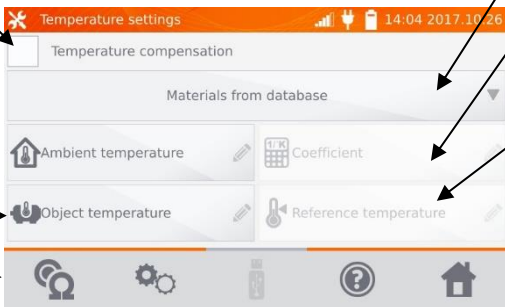 Temperature settings 14:04 2017.10.26
Temperature compensation
Materials from database
Ambient temperature 1/°K Coefficient
Object temperature Reference temperature